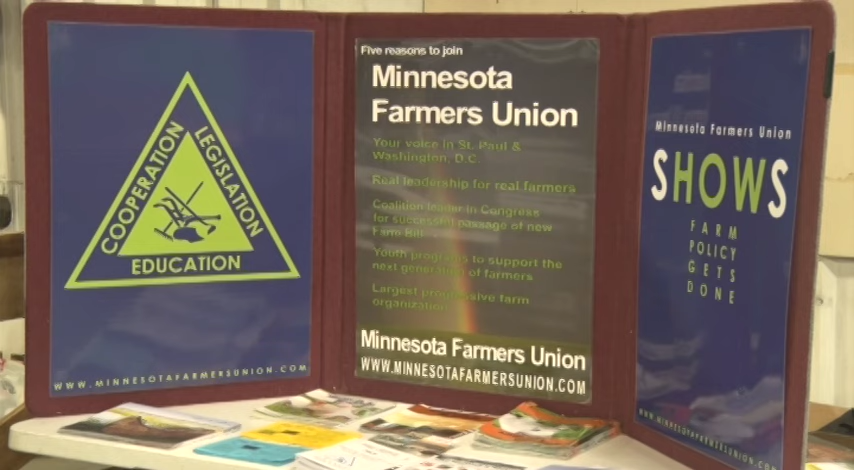 COOPERATION
LEGISLATION
EDUCATION
WWW.MINNESOTAFARMERSUNION.COM
Five reasons to join
Minnesota
Farmers Union
Your voice in St. Paul &
Washington, D.C.
Real leadership for real farmers
Coalition leader in Congress
for successful passage of new
Farm Bill
Youth programs to support the
next generation of farmers
Largest progressive farm
organization
Minnesota Farmers Union
WWW.MINNESOTAFARMERSUNION.COM
Minnesota Farmers Union
SHOWS
FARM
POLICY
GETS
DONE
WWW.MINNESOTAFARMERSUNION.COM